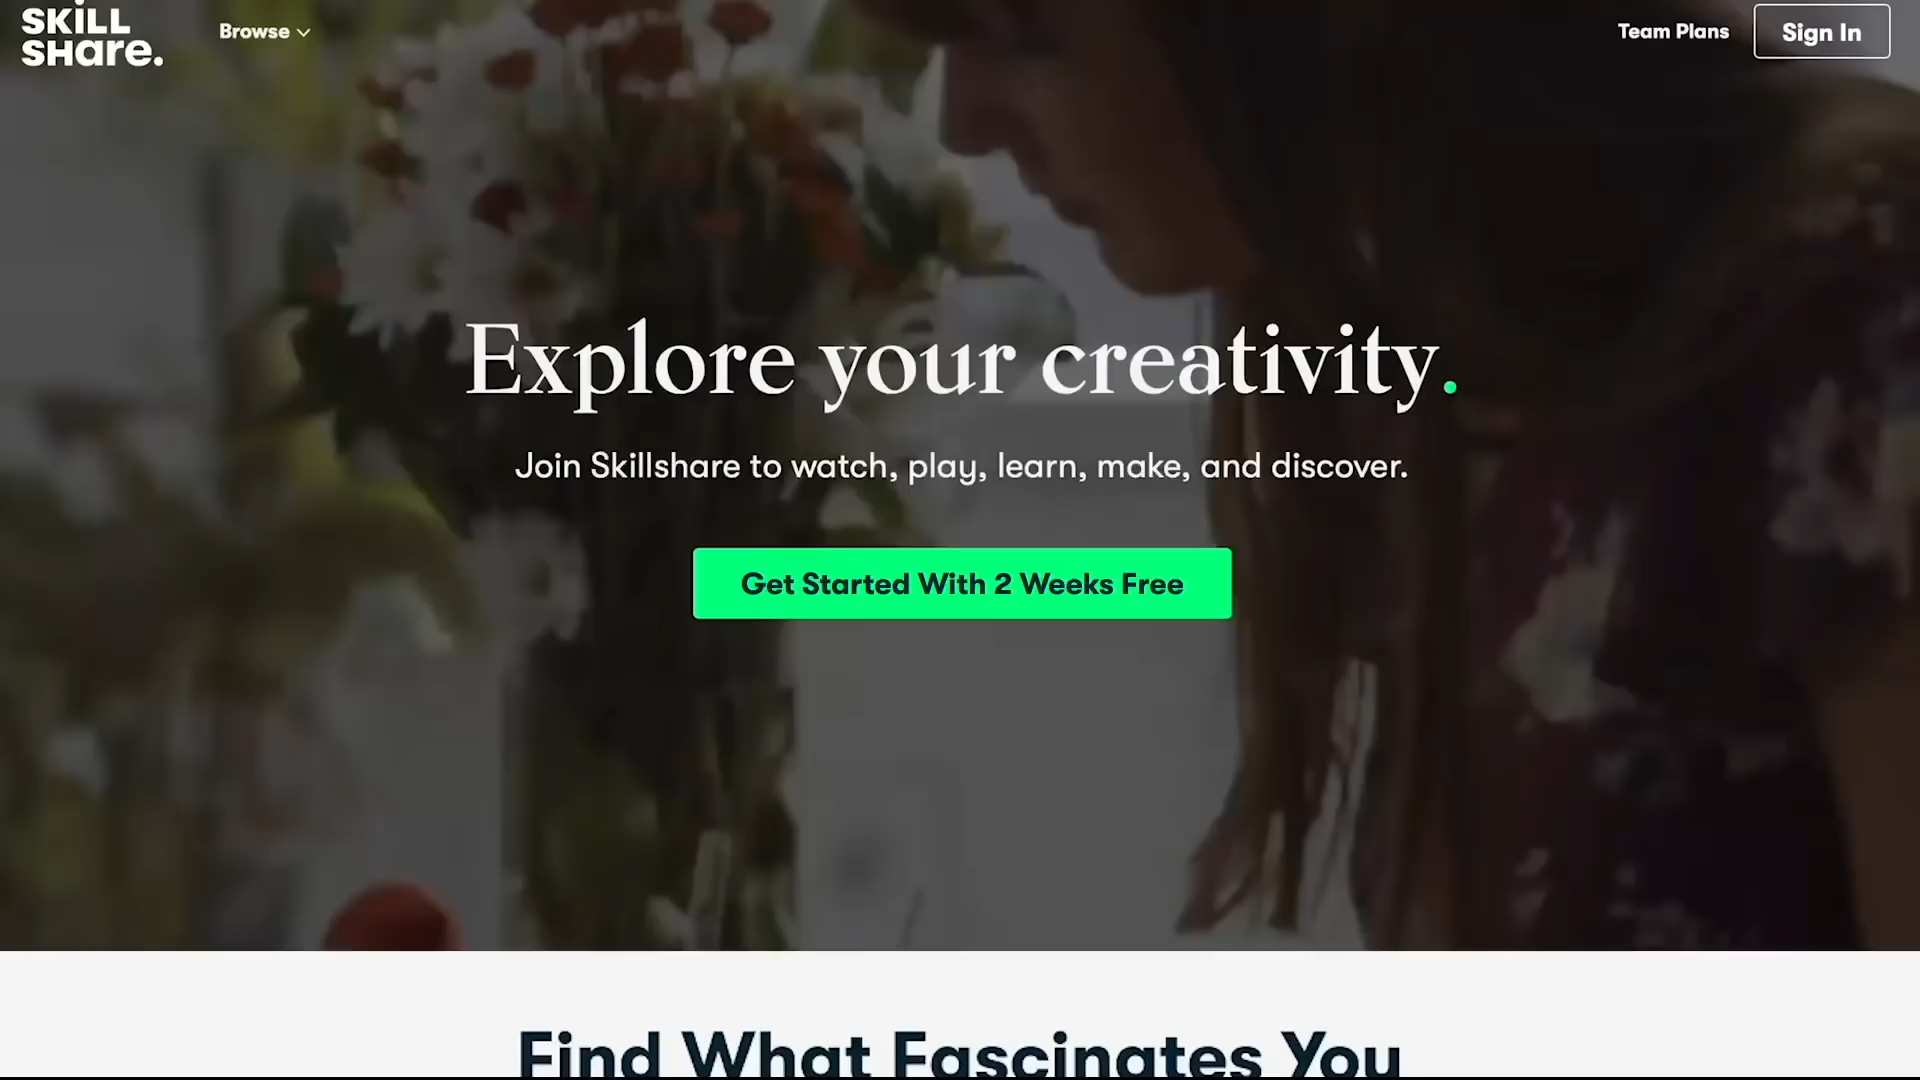 SKiLL
SHare.
Browse
Team Plans
Sign In
Explore your creativity.
Join Skillshare to watch, play, learn, make, and discover.
Get Started With 2 Weeks Free
Find What Fascinates You